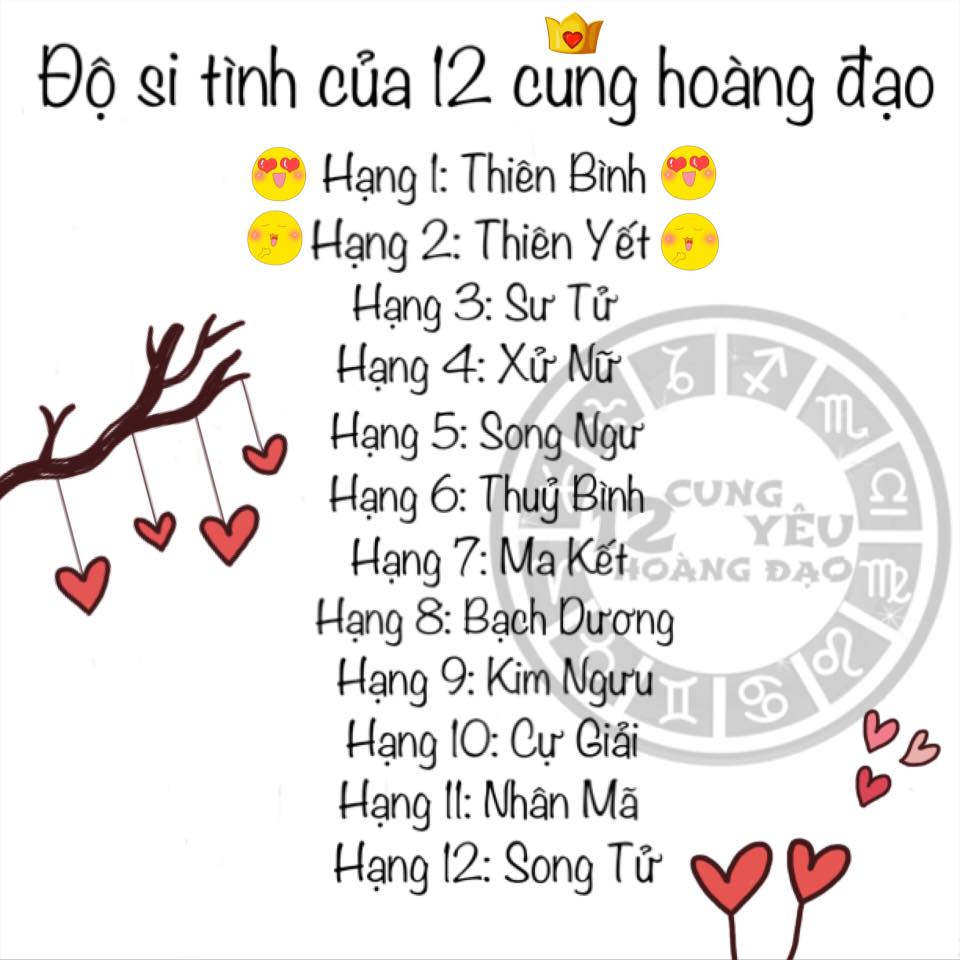 Độ si tình của 12 cung hoàng đạo
Hạng 1: Thiên Bình
Hạng 2: Thiên Yết
Hạng 3: Sư Tử
Hạng 4: Xử Nữ
Hạng 5: Song Ngư
Hạng 6: Thuỷ Bình
Hạng 7: Ma Kết
Hạng 8: Bạch Dương
Hạng 9: Kim Ngưu
Hạng 10: Cự Giải
Hạng 11: Nhân Mã
Hạng 12: Song Tử
CUNG
12 YÊU
HOÀNG ĐẠO